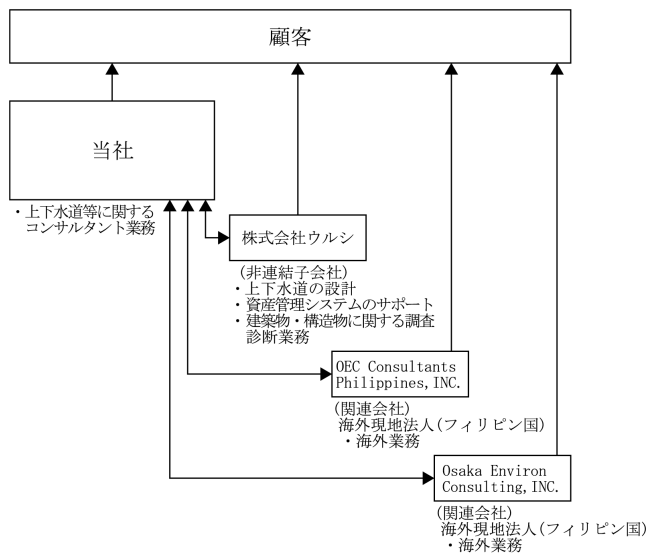 顧客
当社
・上下水道等に関する
コンサルタント業務
株式会社ウルシ
(非連結子会社)
・上下水道の設計
・資産管理システムのサポート
・建築物・構造物に関する調査
診断業務
OEC Consultants
Philippines,INC.
(関連会社)
海外現地法人(フィリピン国)
・海外業務
Osaka Environ
Consulting,INC.
(関連会社)
海外現地法人(フィリピン国)
・海外業務